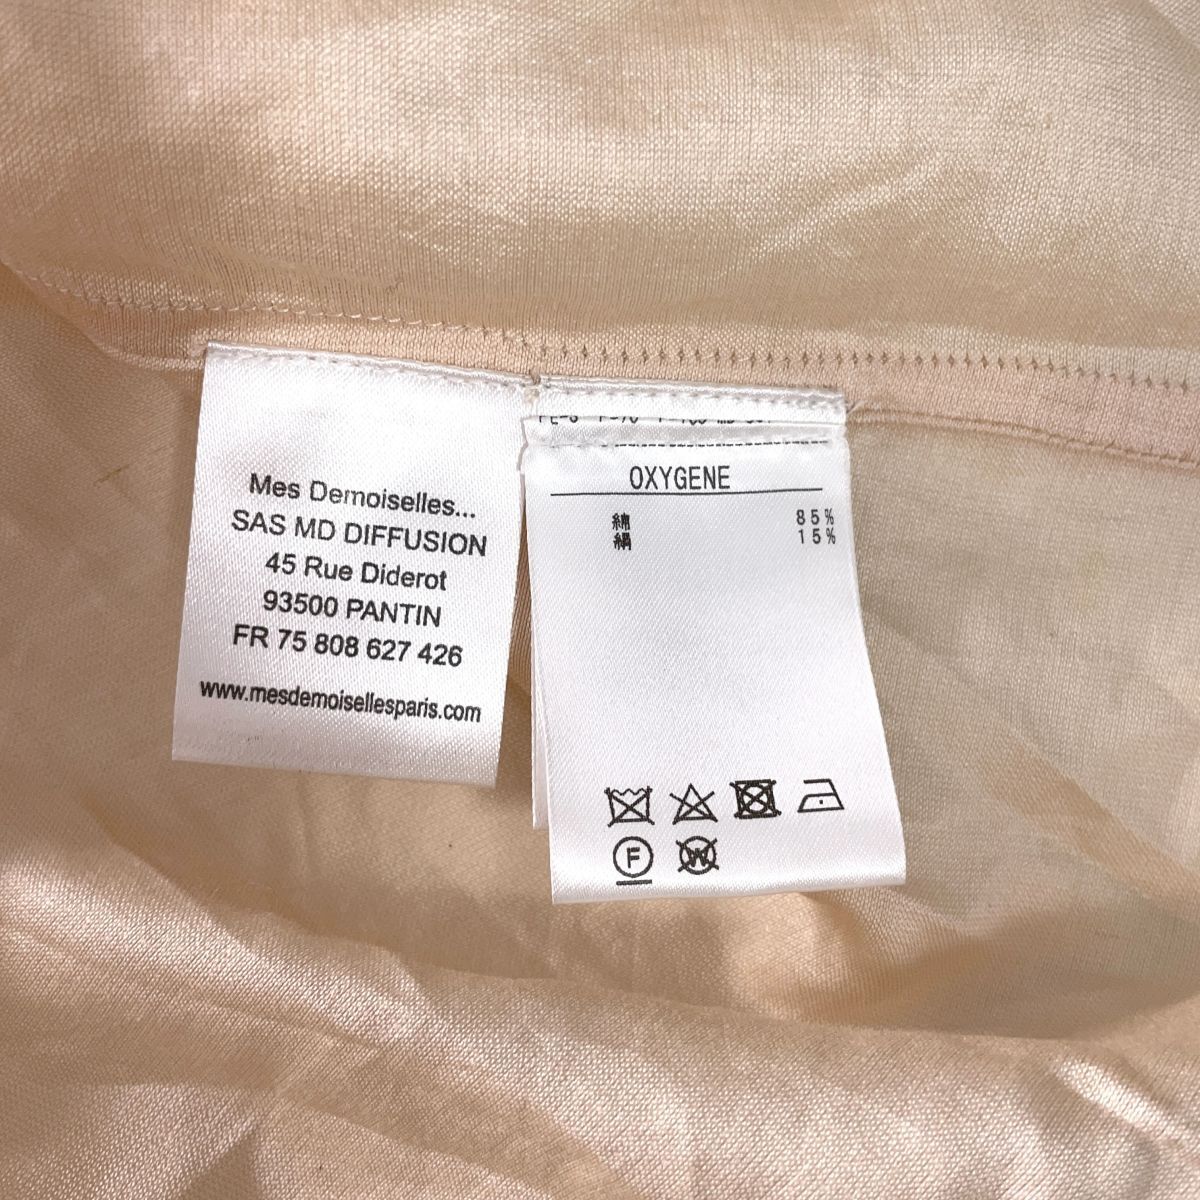 Mes Demoiselles...
SAS MD DIFFUSION
45 Rue Diderot
93500 PANTIN
FR 75 808 627 426
www.mesdemoisellesparis.com
OXYGENE
綿 85%
絹 15%
F
W